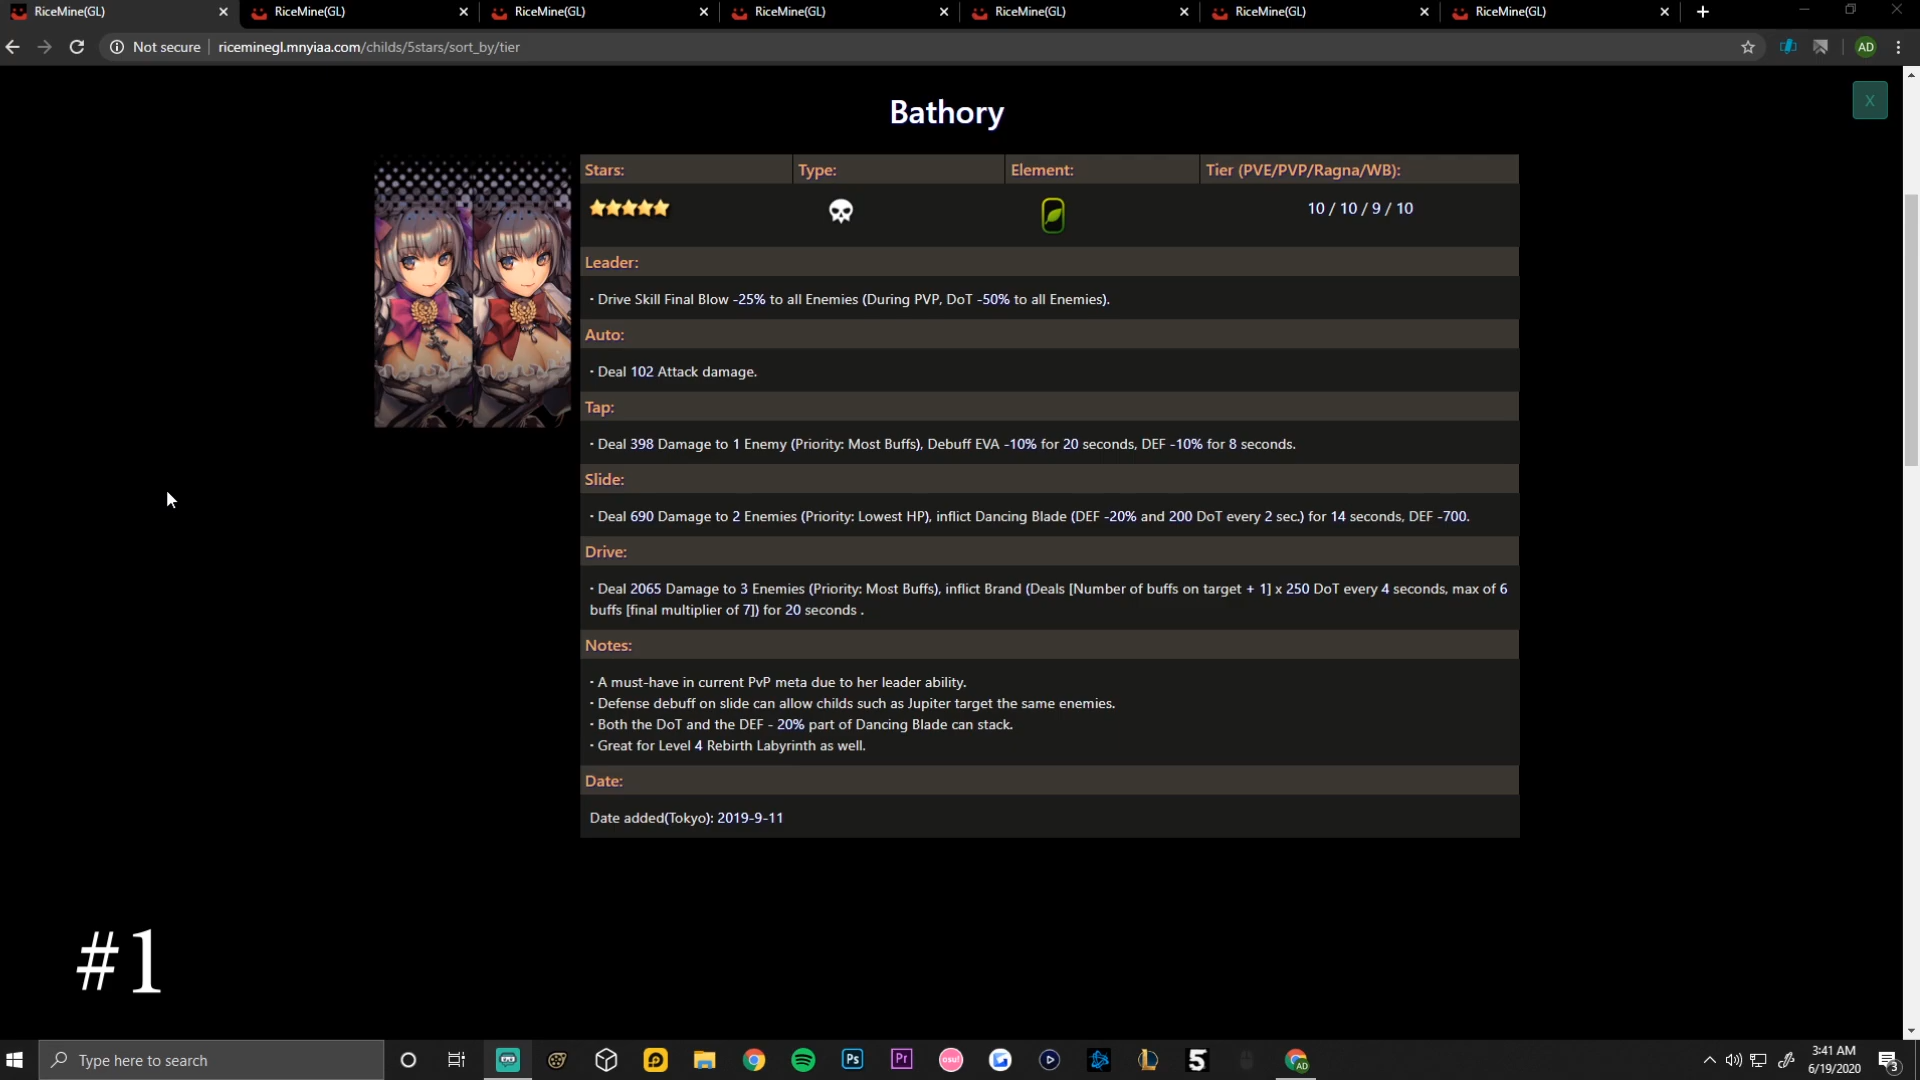 RiceMine(GL) RiceMine(GL) RiceMine(GL) RiceMine(GL) RiceMine(GL) RiceMine(GL) RiceMine(GL)
Not secure riceminegl.mnyiaa.com/childs/5stars/sort_by/tier AD
X
Bathory
Stars: Type: Element: Tier (PVE/PVP/Ragna/WB):
10 / 10 / 9 / 10
Leader:
· Drive Skill Final Blow -25% to all Enemies (During PVP, DoT -50% to all Enemies).
Auto:
· Deal 102 Attack damage.
Tap:
· Deal 398 Damage to 1 Enemy (Priority: Most Buffs), Debuff EVA -10% for 20 seconds, DEF -10% for 8 seconds.
Slide:
· Deal 690 Damage to 2 Enemies (Priority: Lowest HP), inflict Dancing Blade (DEF -20% and 200 DoT every 2 sec.) for 14 seconds, DEF -700.
Drive:
· Deal 2065 Damage to 3 Enemies (Priority: Most Buffs), inflict Brand (Deals [Number of buffs on target + 1] x 250 DoT every 4 seconds, max of 6
buffs [final multiplier of 7]) for 20 seconds .
Notes:
· A must-have in current PvP meta due to her leader ability.
· Defense debuff on slide can allow childs such as Jupiter target the same enemies.
· Both the DoT and the DEF - 20% part of Dancing Blade can stack.
· Great for Level 4 Rebirth Labyrinth as well.
Date:
Date added(Tokyo): 2019-9-11
#1
Type here to search
Ps Pr osu! 5 AD
3:41 AM
6/19/2020
3